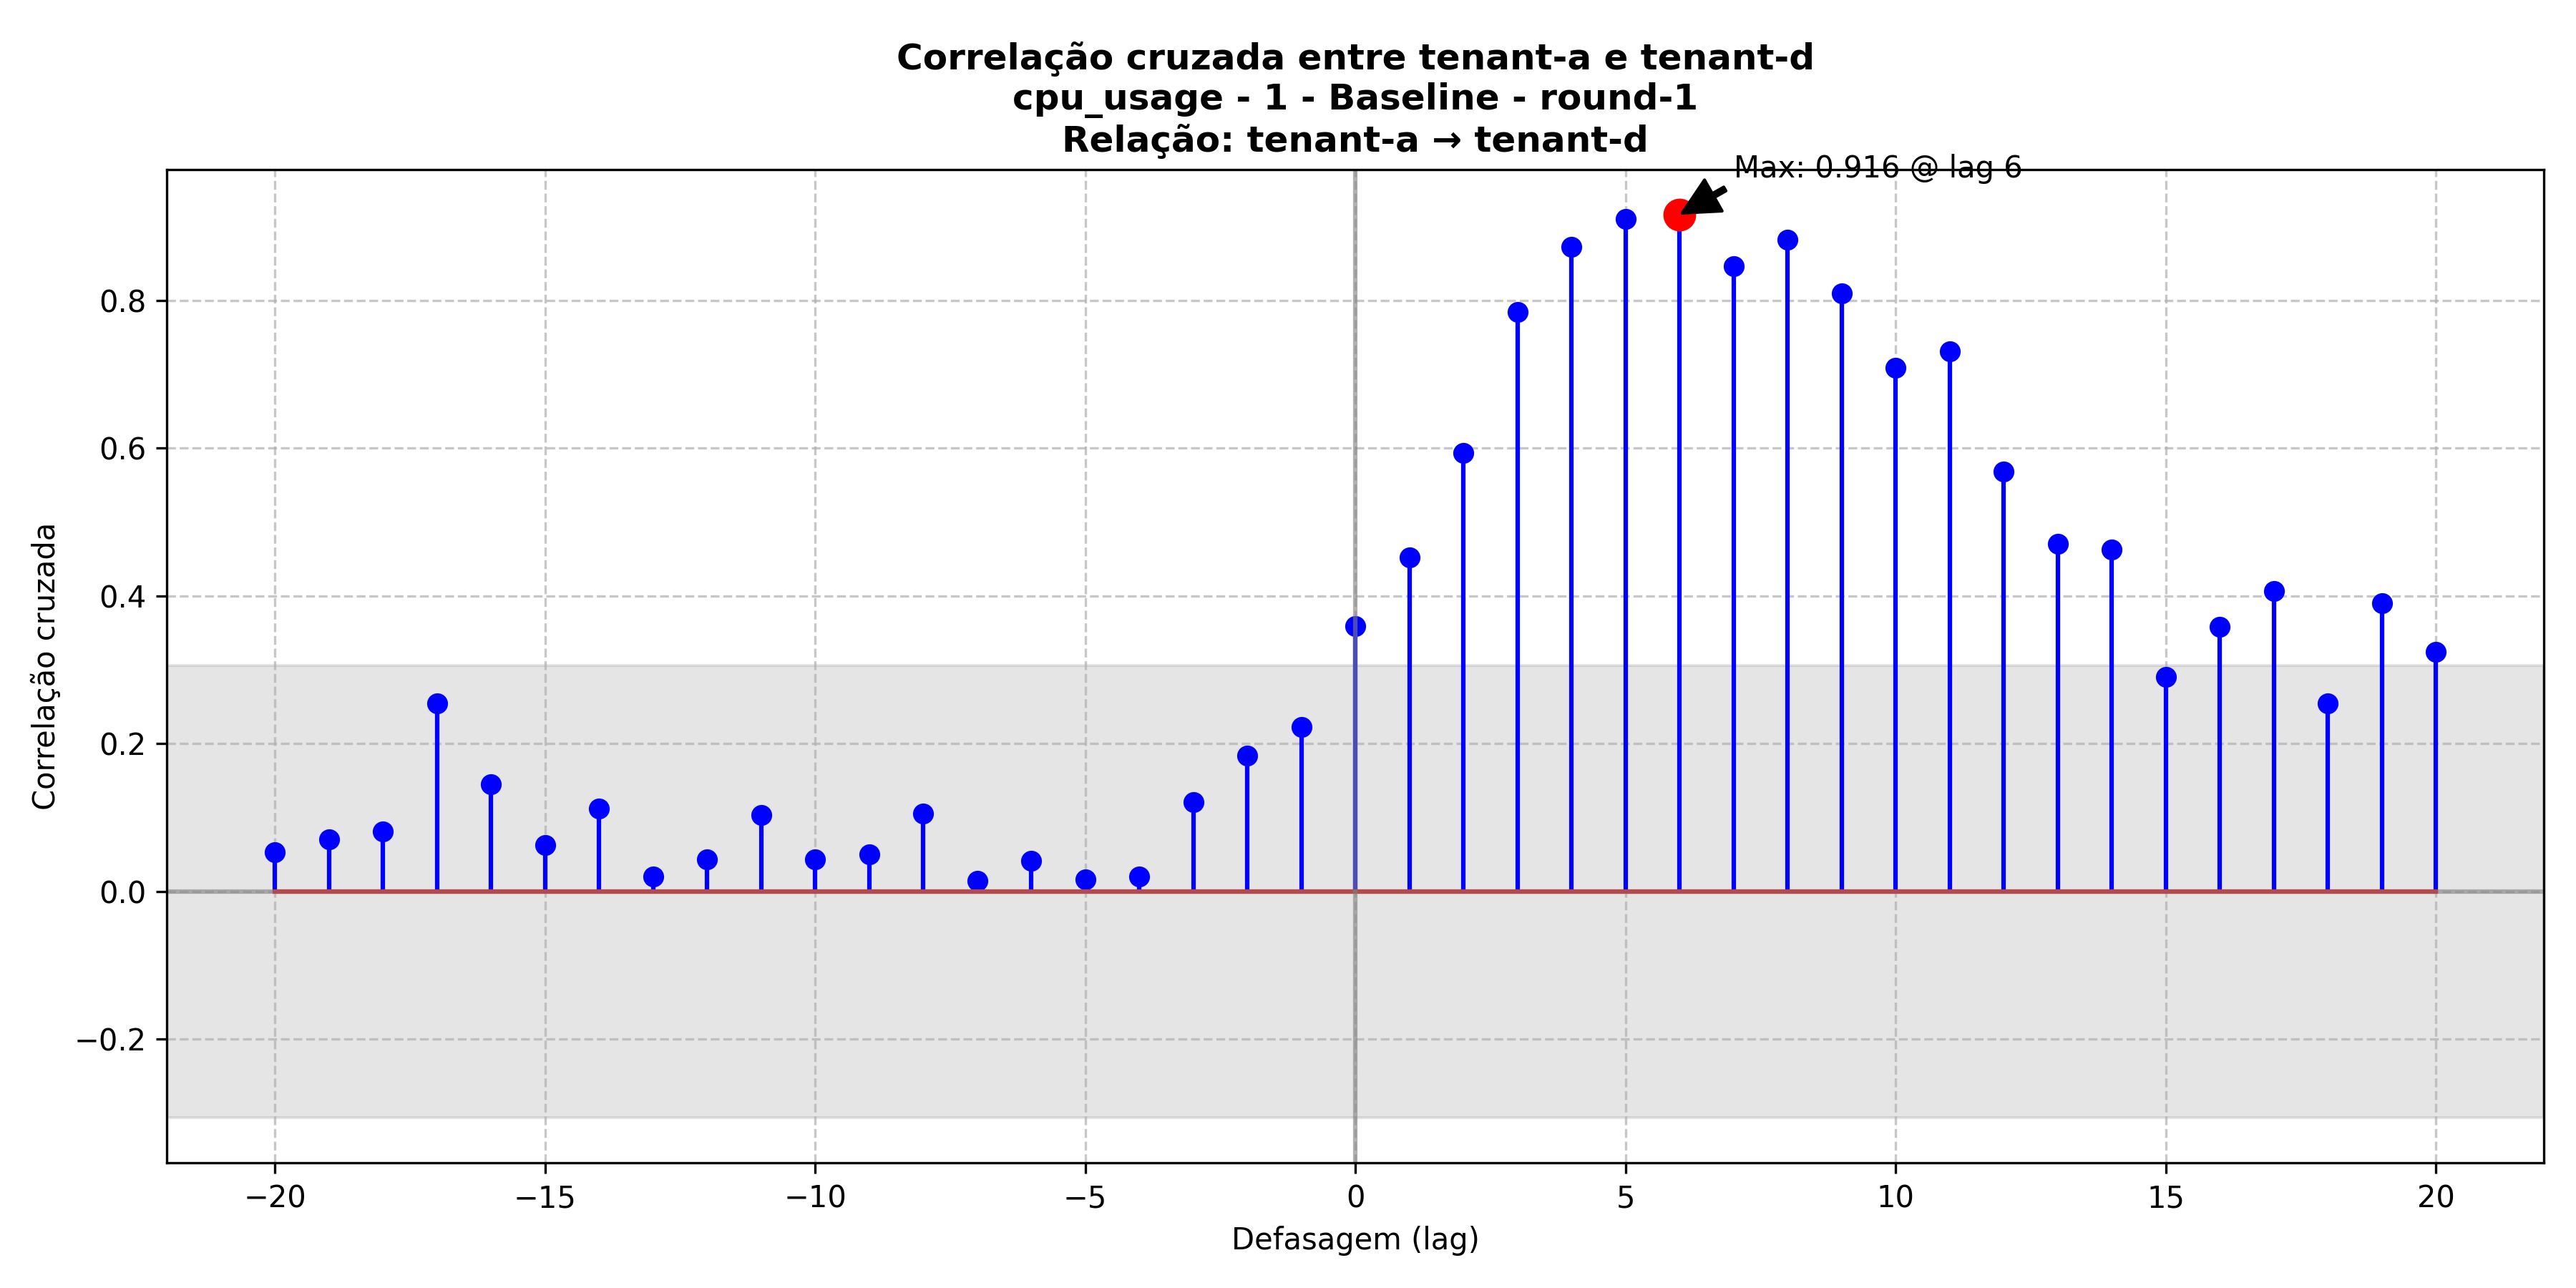 Correlação cruzada entre tenant-a e tenant-d
cpu_usage - 1 - Baseline - round-1
Relação: tenant-a → tenant-d
Max: 0.916 @ lag 6
0.8
0.6
0.4
0.2
0.0
−0.2
Correlação cruzada
−20 −15 −10 −5 0 5 10 15 20
Defasagem (lag)